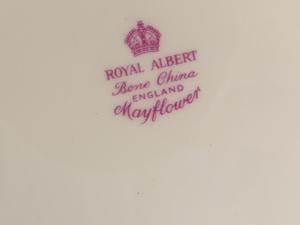 ROYAL ALBERT
Bone China
ENGLAND
Mayflower